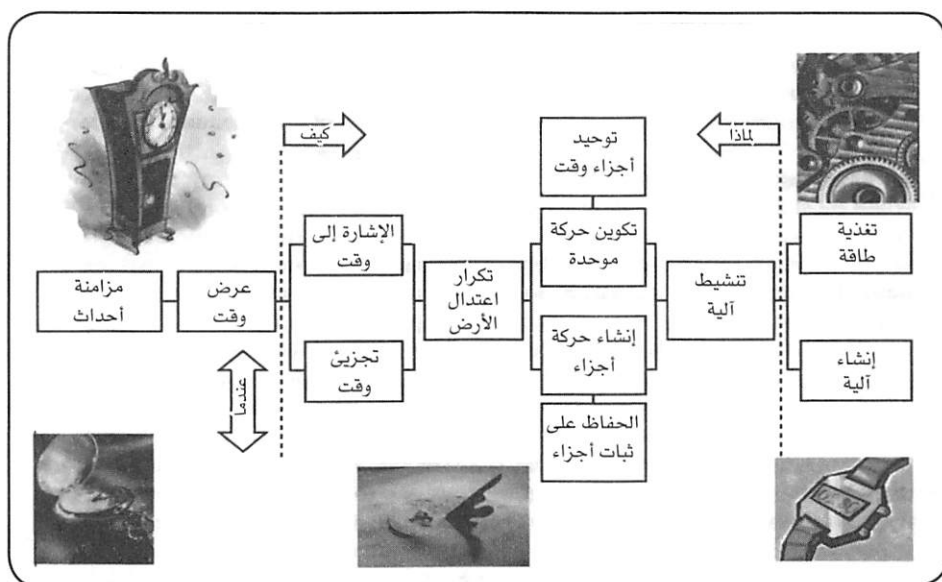 كيف
لماذا
توحيد
أجزاء وقت
الإشارة إلى
وقت
تكوين حركة
موحدة
تغذية
طاقة
مزامنة
أحداث
عرض
وقت
تكرار
اعتدال
الأرض
تنشيط
آلية
تجزيئ
وقت
إنشاء حركة
أجزاء
إنشاء
آلية
عندما
الحفاظ على
ثبات أجزاء